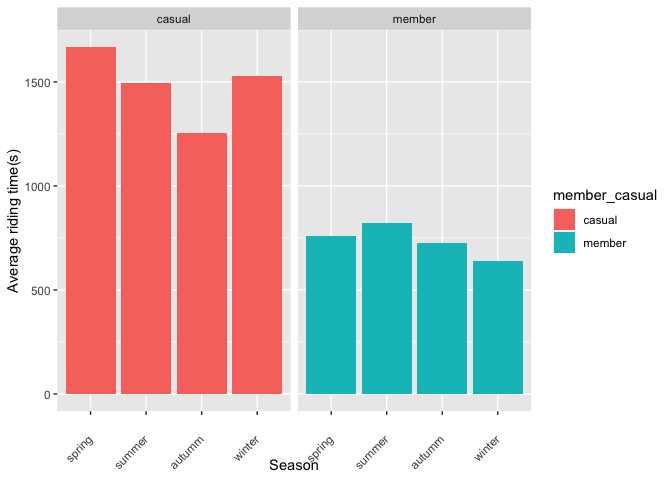 casual
member
Average riding time(s)
1500
1000
500
0
spring
summer
autumm
winter
spring
summer
autumm
winter
Season
member_casual
casual
member